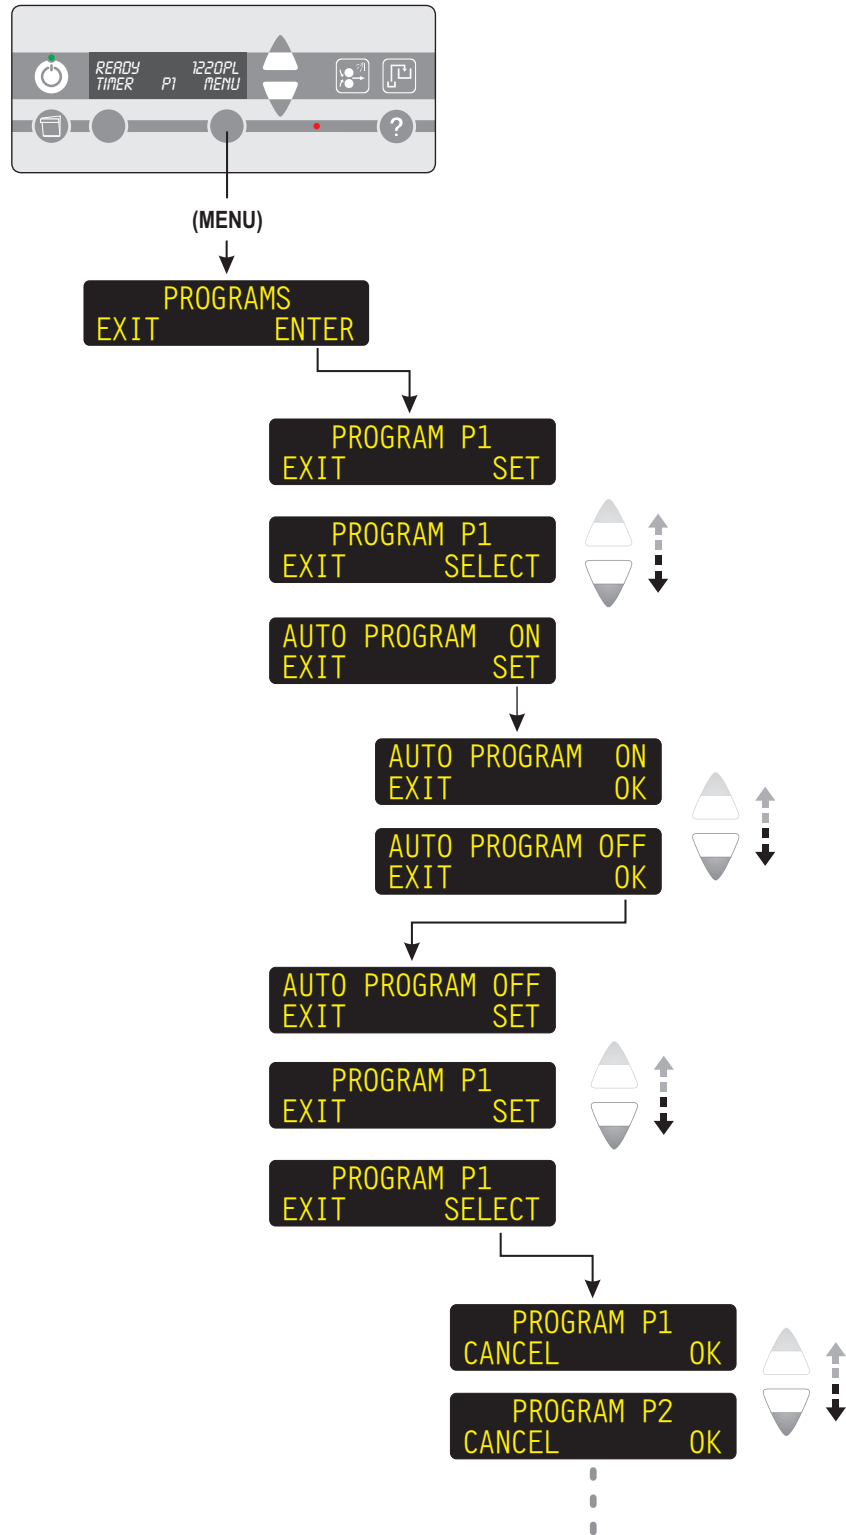 READY 1220PL
TIMER P1 MENU
?
(MENU)
PROGRAMS
EXIT ENTER
PROGRAM P1
EXIT SET
PROGRAM P1
EXIT SELECT
AUTO PROGRAM ON
EXIT SET
AUTO PROGRAM ON
EXIT OK
AUTO PROGRAM OFF
EXIT OK
AUTO PROGRAM OFF
EXIT SET
PROGRAM P1
EXIT SET
PROGRAM P1
EXIT SELECT
PROGRAM P1
CANCEL OK
PROGRAM P2
CANCEL OK